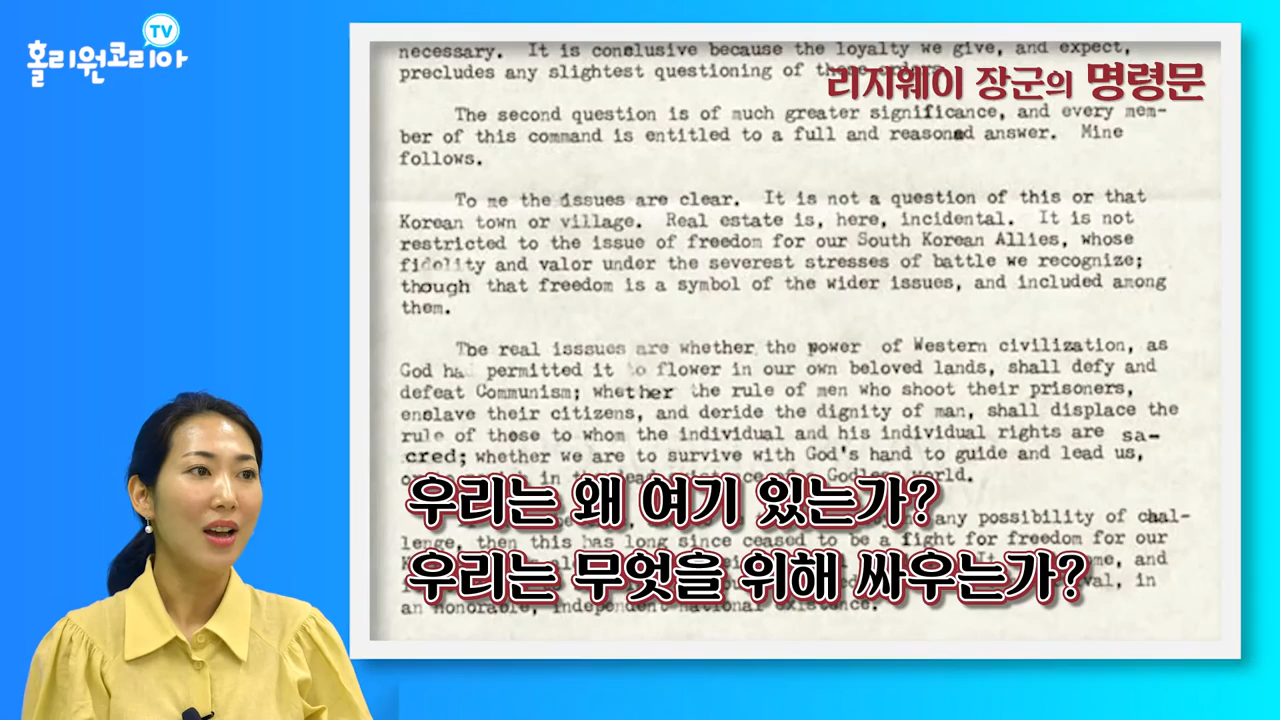 TV
홀리원코리아
necessary. It is conslusive because the loyalty we give, and expect,
precludes any slightest questioning of these orders.
리지웨이 장군의 명령문
The second question is of much greater significance, and every mem-
ber of this command is entitled to a full and reasoned answer. Mine
follows.
To me the issues are clear. It is not a question of this or that
Korean town or village. Real estate is, here, incidental. It is not
restricted to the issue of freedom for our South Korean Allies, whose
fidelity and valor under the severest stresses of battle we recognize;
though that freedom is a symbol of the wider issues, and included among
them.
The real isssues are whether the power of Western civilization, as
God has permitted it to flower in our own beloved lands, shall defy and
defeat Communism; whether the rule of men who shoot their prisoners,
enslave their citizens, and deride the dignity of man, shall displace the
rule of those to whom the individual and his individual rights are sa-
cred; whether we are to survive with God's hand to guide and lead us,
in the world.
우리는 왜 여기 있는가?
any possibility of chal-
lenge, then this has long since ceased to be a fight for freedom for our
우리는 무엇을 위해 싸우는가?
and
in
an honorable, independent national existence.